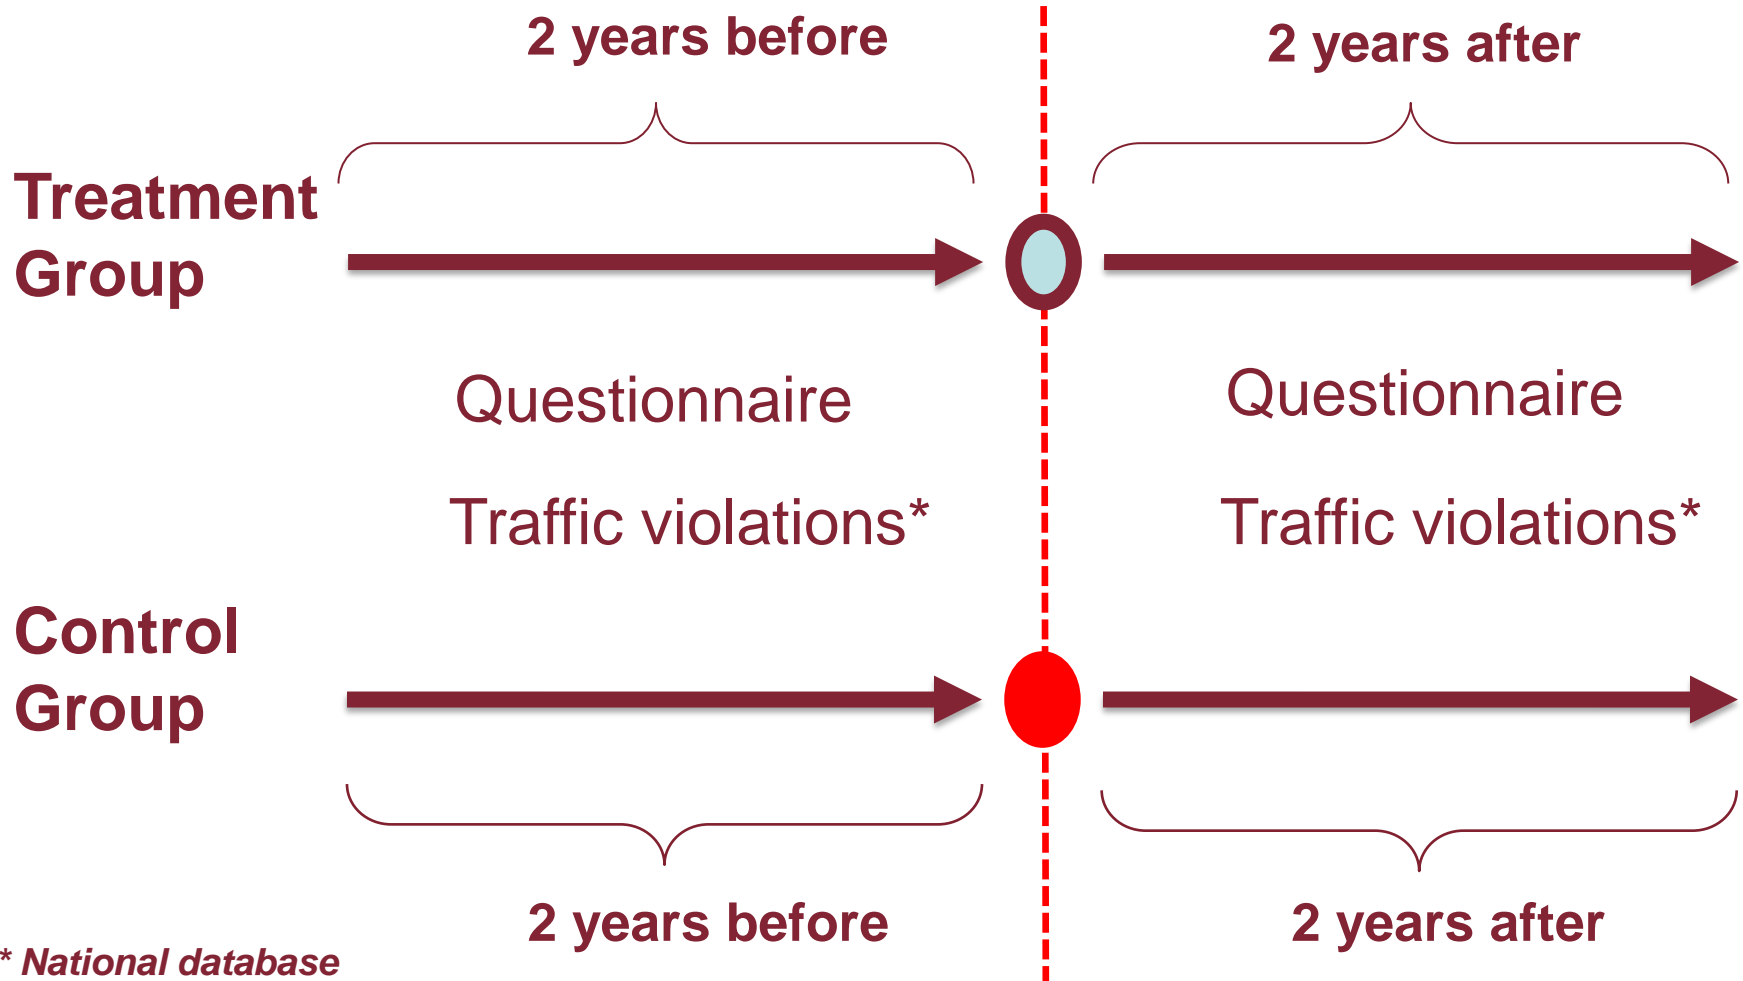 2 years before
2 years after
Treatment
Group
Questionnaire
Questionnaire
Traffic violations*
Traffic violations*
Control
Group
2 years before
2 years after
* National database